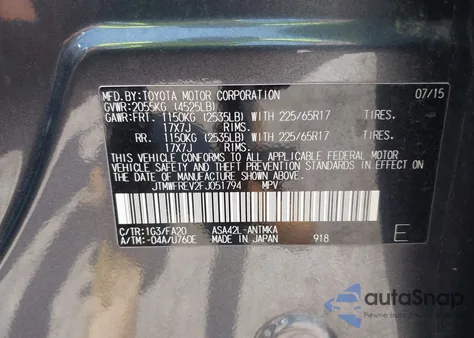 MFD.BY:TOYOTA MOTOR CORPORATION 07/15
GVWR:2055KG (4525LB)
GAWR:FRT. 1150KG (2535LB) WITH 225/65R17 TIRES.
17X7J RIMS.
RR. 1150KG (2535LB) WITH 225/65R17 TIRES.
17X7J RIMS.
THIS VEHICLE CONFORMS TO ALL APPLICABLE FEDERAL MOTOR
VEHICLE SAFETY AND THEFT PREVENTION STANDARDS IN EFFECT
ON THE DATE OF MANUFACTURE SHOWN ABOVE.
JTMWFREV2FJ051794 MPV
C/TR:1G3/FA20 ASA42L-ANTMKA
A/TM:-04A/U760E MADE IN JAPAN 918 E
autoSnap